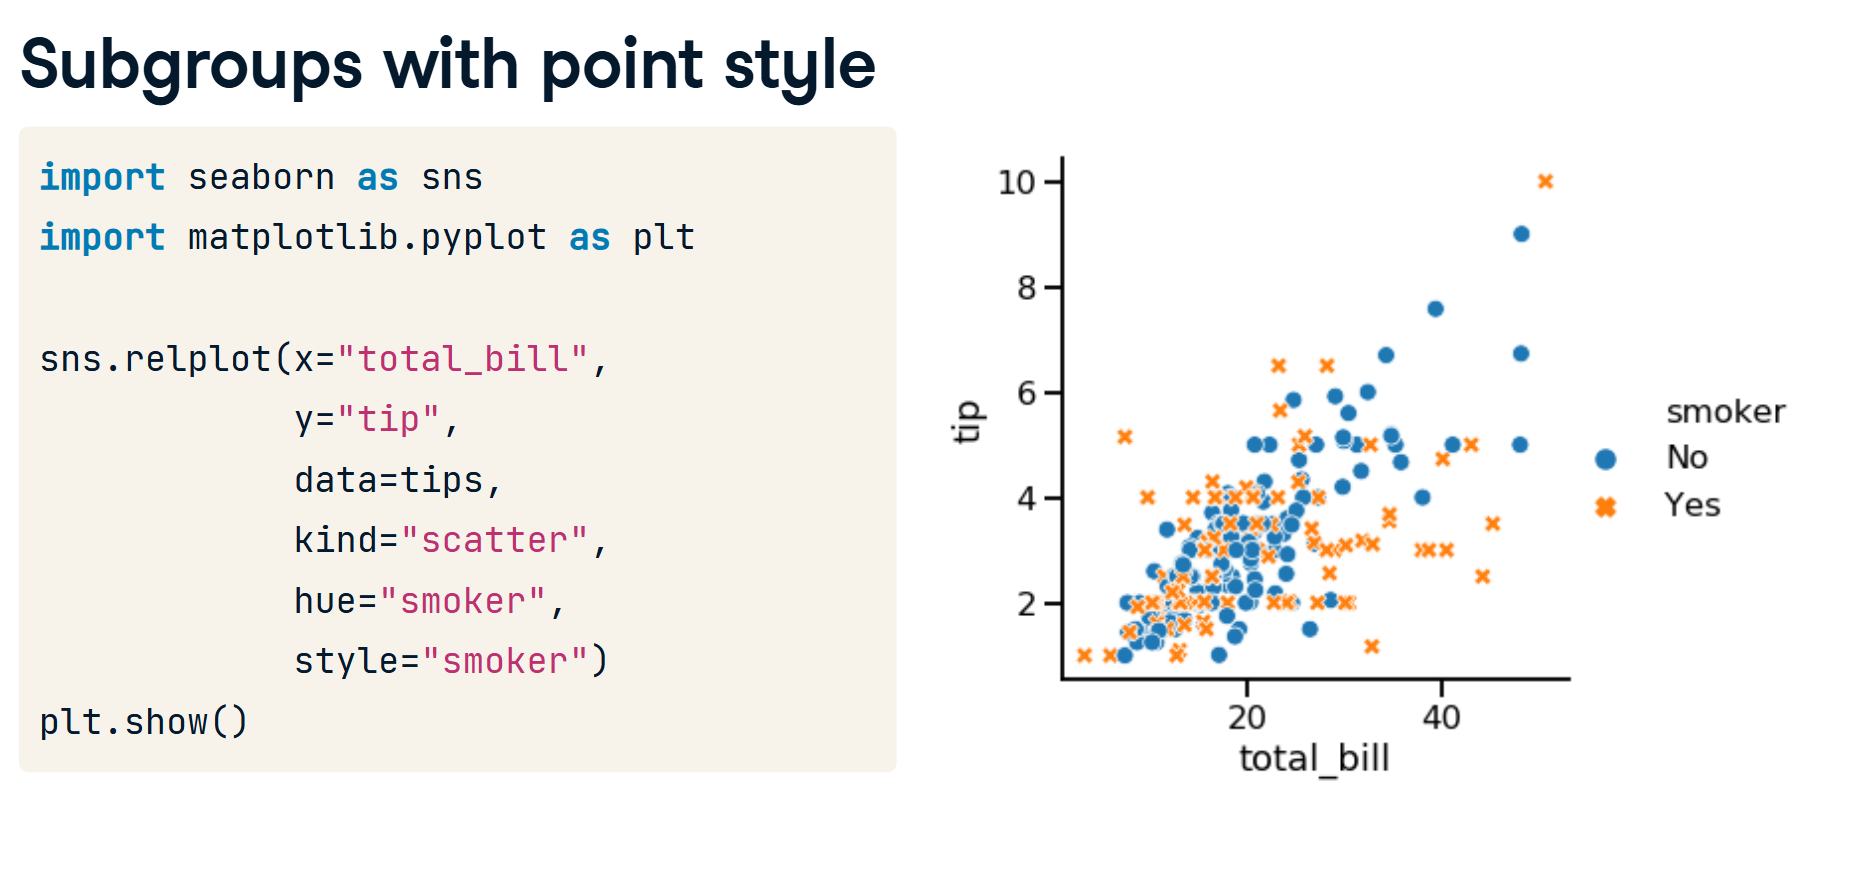 Subgroups with point style
import seaborn as sns
import matplotlib.pyplot as plt
sns.relplot(x="total_bill",
y="tip",
data=tips,
kind="scatter",
hue="smoker",
style="smoker")
plt.show()
10
8
6
4
2
tip
20 40
total_bill
smoker
No
Yes